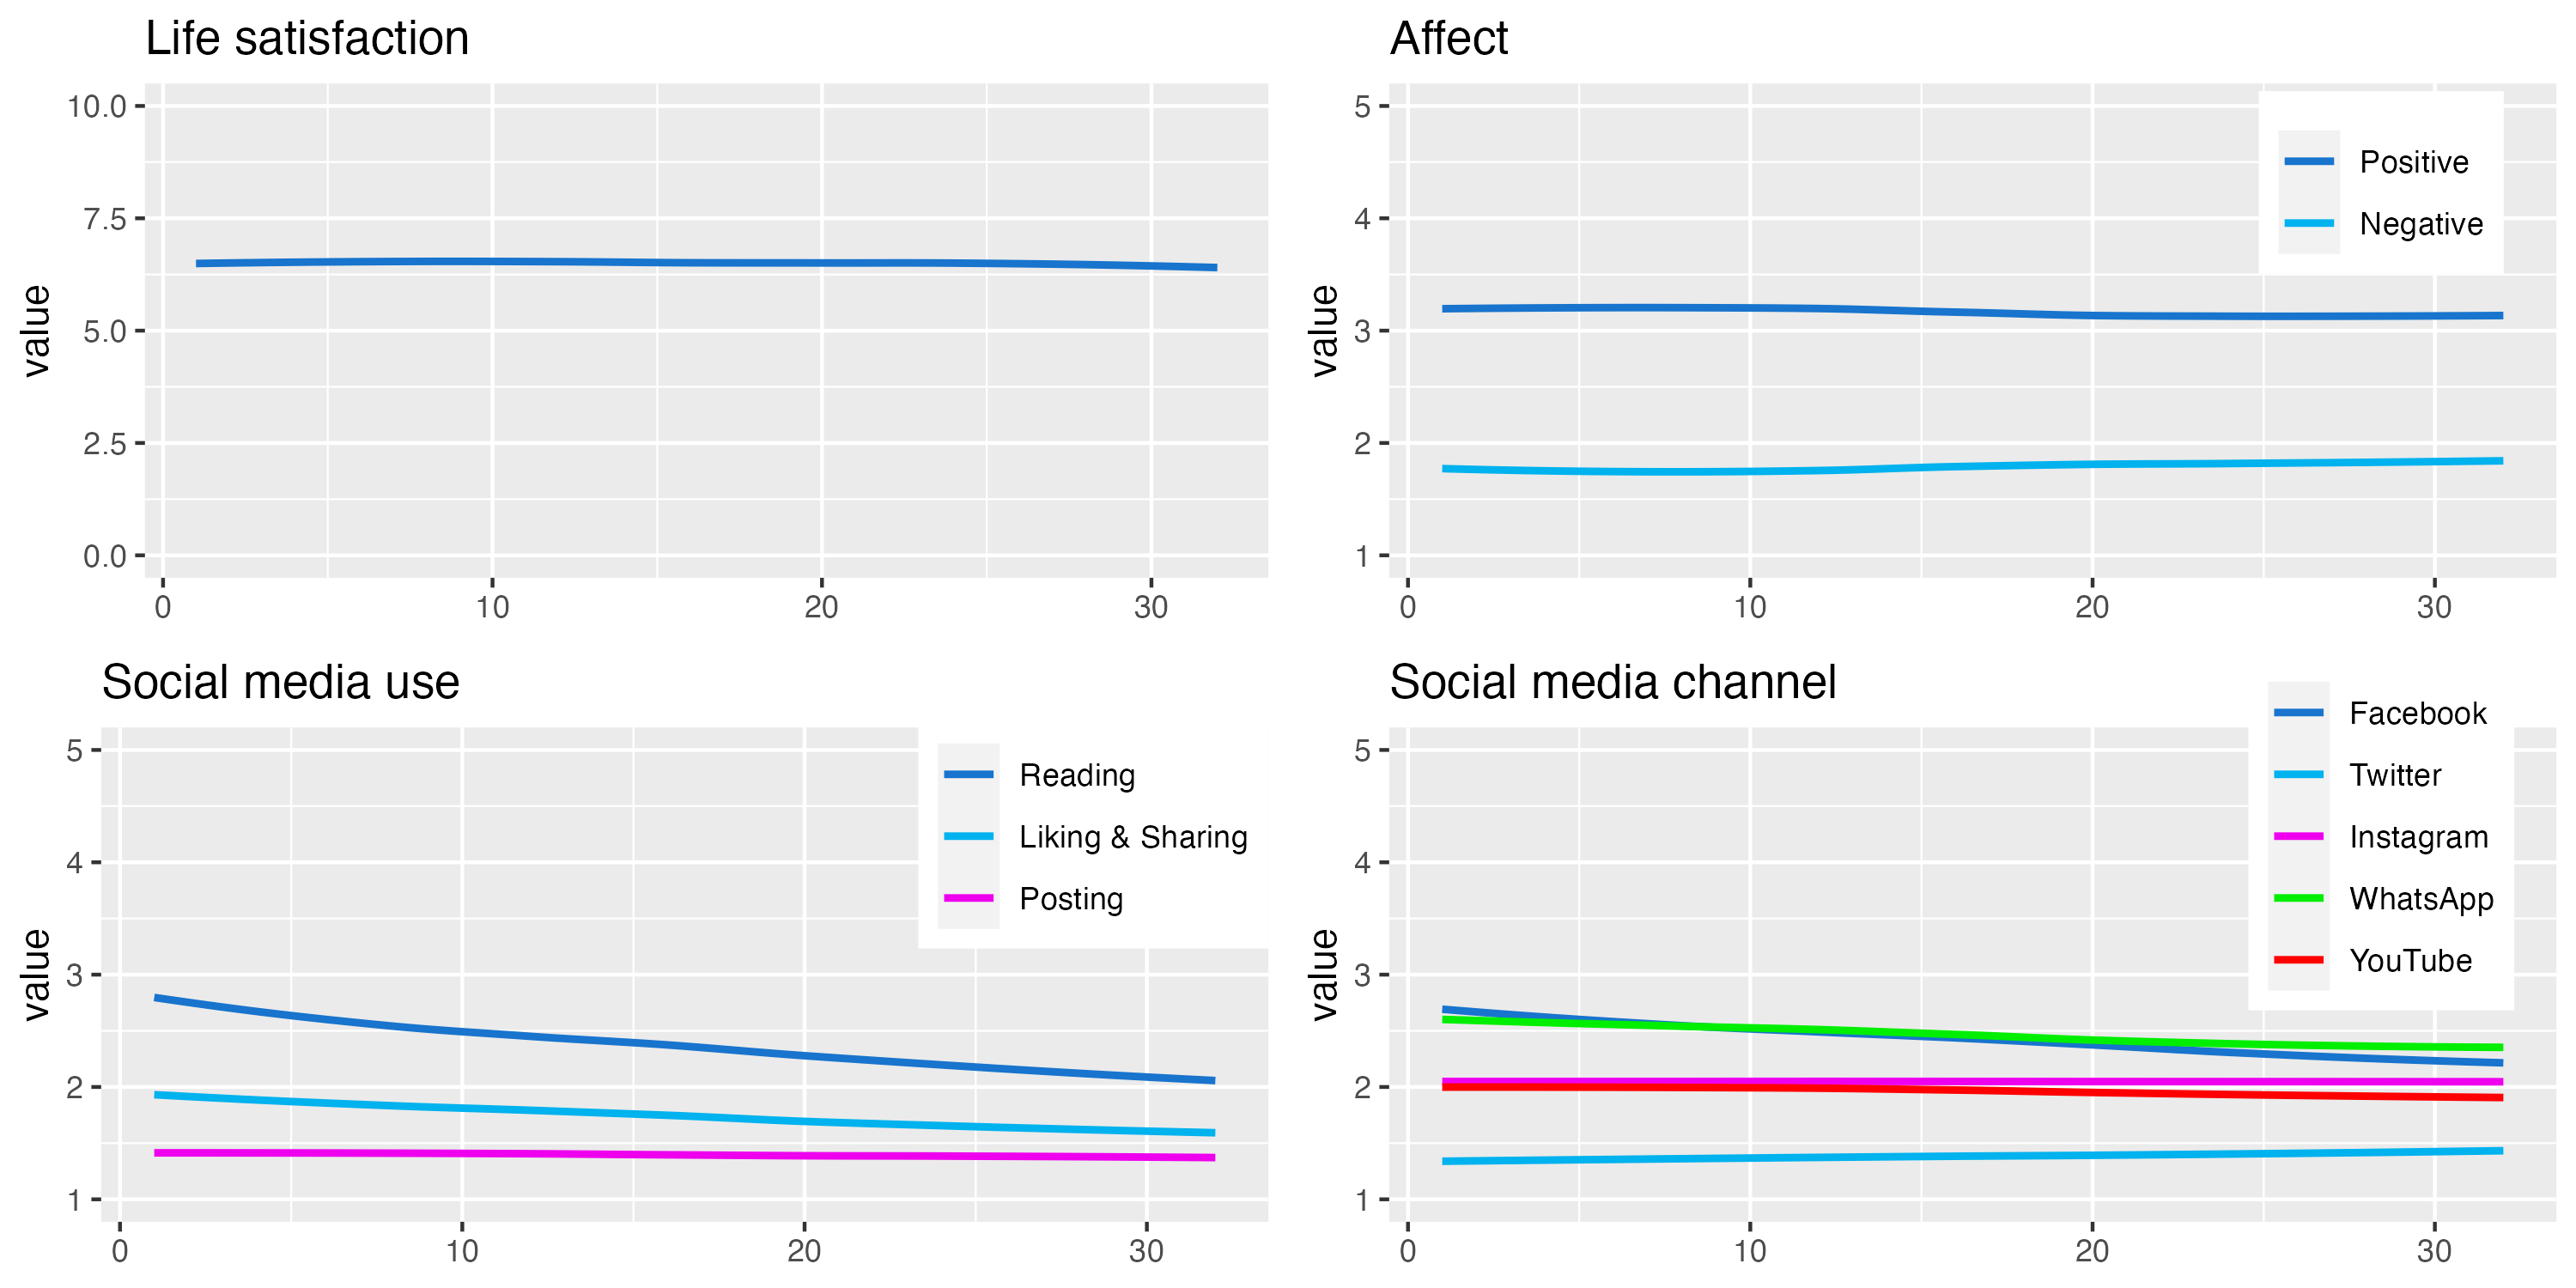 Life satisfaction
value
10.0
7.5
5.0
2.5
0.0
0 10 20 30
Affect
value
5
4
3
2
1
0 10 20 30
Positive
Negative
Social media use
value
5
4
3
2
1
0 10 20 30
Reading
Liking & Sharing
Posting
Social media channel
value
5
4
3
2
1
0 10 20 30
Facebook
Twitter
Instagram
WhatsApp
YouTube